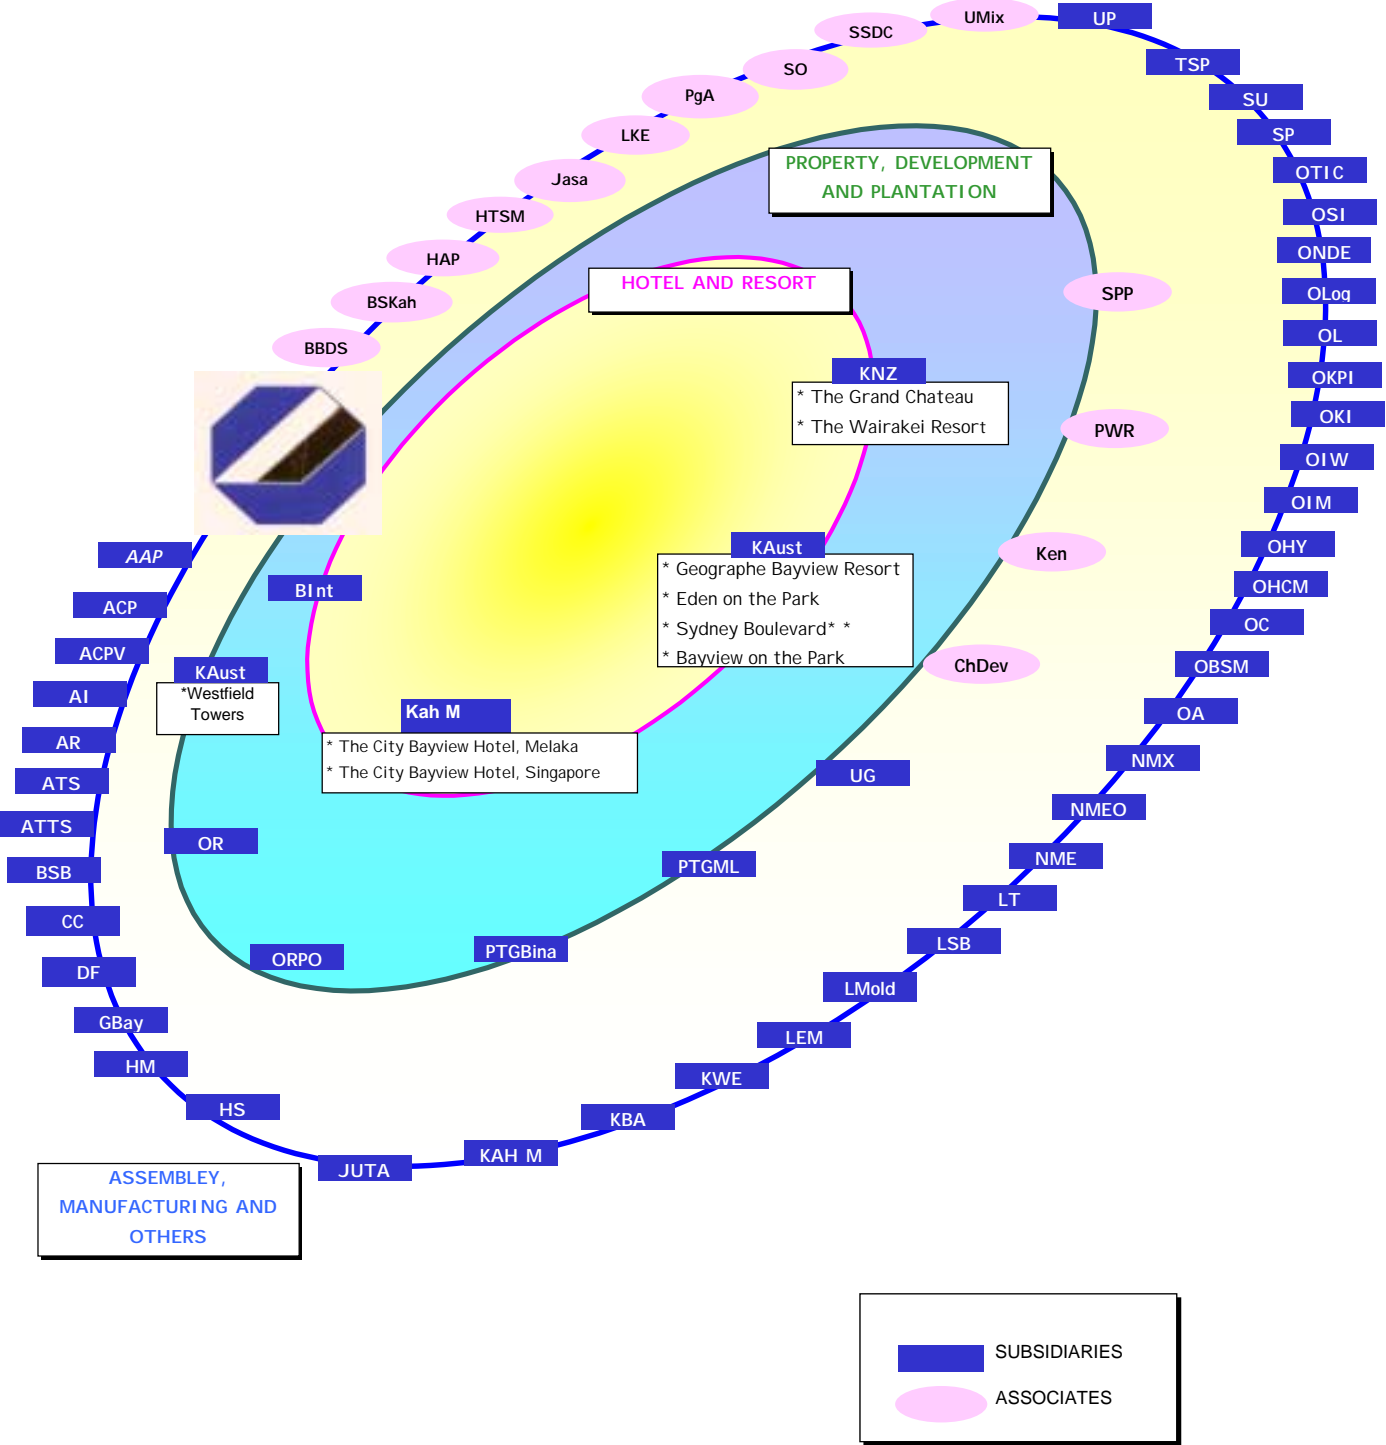 UMix
UP
SSDC
SO
TSP
PgA
SU
LKE
SP
PROPERTY, DEVELOPMENT
AND PLANTATION
OTIC
Jasa
HTSM
OSI
HAP
ONDE
HOTEL AND RESORT
SPP
OLog
BSKah
OL
BBDS
KNZ
* The Grand Chateau
* The Wairakei Resort
OKPI
OKI
PWR
OIW
OIM
AAP
KAust
* Geographe Bayview Resort
* Eden on the Park
* Sydney Boulevard* *
* Bayview on the Park
Ken
OHY
BInt
OHCM
ACP
OC
ACPV
KAust
*Westfield
Towers
ChDev
OBSM
AI
OA
Kah M
* The City Bayview Hotel, Melaka
* The City Bayview Hotel, Singapore
AR
NMX
ATS
UG
NMEO
ATTS
OR
NME
BSB
PTGML
LT
CC
LSB
ORPO
PTGBina
DF
LMold
GBay
LEM
HM
KWE
HS
KBA
KAH M
JUTA
ASSEMBLEY,
MANUFACTURING AND
OTHERS
SUBSIDIARIES
ASSOCIATES